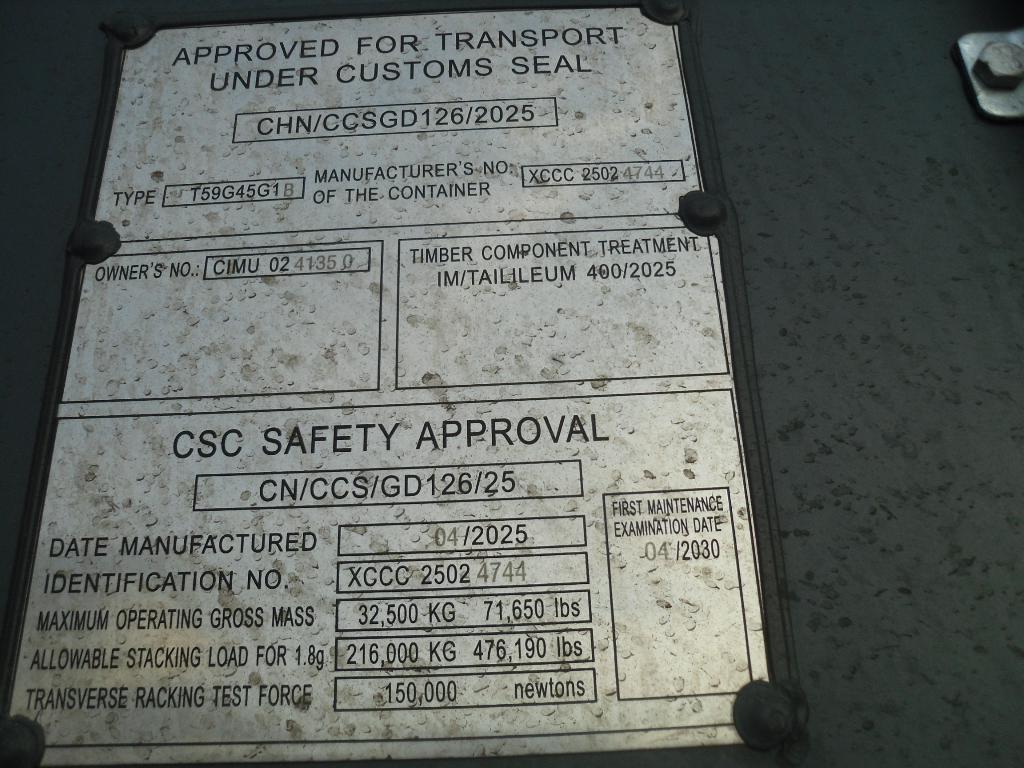 APPROVED FOR TRANSPORT
UNDER CUSTOMS SEAL
CHN/CCSGD126/2025
TYPE T59G45G1B MANUFACTURER'S NO: XCCC 2502 4744
OF THE CONTAINER
OWNER'S NO.: CIMU 02 4135 0
TIMBER COMPONENT TREATMENT
IM/TAILILEUM 400/2025
CSC SAFETY APPROVAL
CN/CCS/GD126/25
DATE MANUFACTURED 04/2025
IDENTIFICATION NO. XCCC 2502 4744
MAXIMUM OPERATING GROSS MASS 32,500 KG 71,650 lbs
ALLOWABLE STACKING LOAD FOR 1.8g 216,000 KG 476,190 lbs
TRANSVERSE RACKING TEST FORCE 150,000 newtons
FIRST MAINTENANCE
EXAMINATION DATE
04/2030